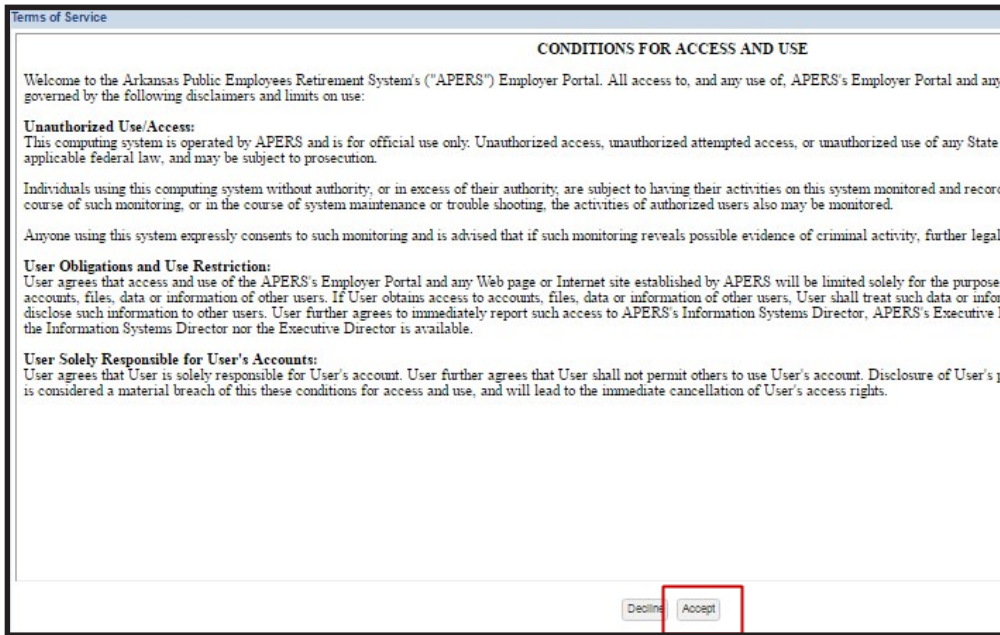 Terms of Service
CONDITIONS FOR ACCESS AND USE
Welcome to the Arkansas Public Employees Retirement System's ("APERS") Employer Portal. All access to, and any use of, APERS's Employer Portal and any
governed by the following disclaimers and limits on use:
Unauthorized Use/Access:
This computing system is operated by APERS and is for official use only. Unauthorized access, unauthorized attempted access, or unauthorized use of any State
applicable federal law, and may be subject to prosecution.
Individuals using this computing system without authority, or in excess of their authority, are subject to having their activities on this system monitored and
course of such monitoring, or in the course of system maintenance or trouble shooting, the activities of authorized users also may be monitored.
Anyone using this system expressly consents to such monitoring and is advised that if such monitoring reveals possible evidence of criminal activity, further legal
User Obligations and Use Restriction:
User agrees that access and use of the APERS's Employer Portal and any Web page or Internet site established by APERS will be limited solely for the purpose
accounts, files, data or information of other users. If User obtains access to accounts, files, data or information of other users, User shall treat such data or
disclose such information to other users. User further agrees to immediately report such access to APERS's Information Systems Director, APERS's Executive
the Information Systems Director nor the Executive Director is available.
User Solely Responsible for User's Accounts:
User agrees that User is solely responsible for User's account. User further agrees that User shall not permit others to use User's account. Disclosure of User's
is considered a material breach of this these conditions for access and use, and will lead to the immediate cancellation of User's access rights.
Decline Accept